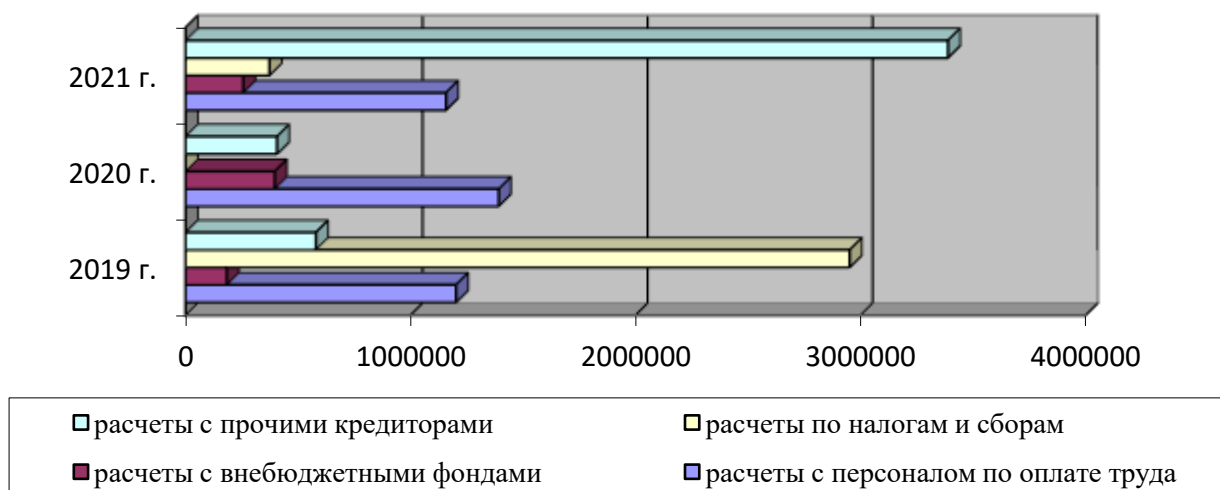 2021 г.
2020 г.
2019 г.
0 1000000 2000000 3000000 4000000
расчеты с прочими кредиторами расчеты по налогам и сборам
расчеты с внебюджетными фондами расчеты с персоналом по оплате труда